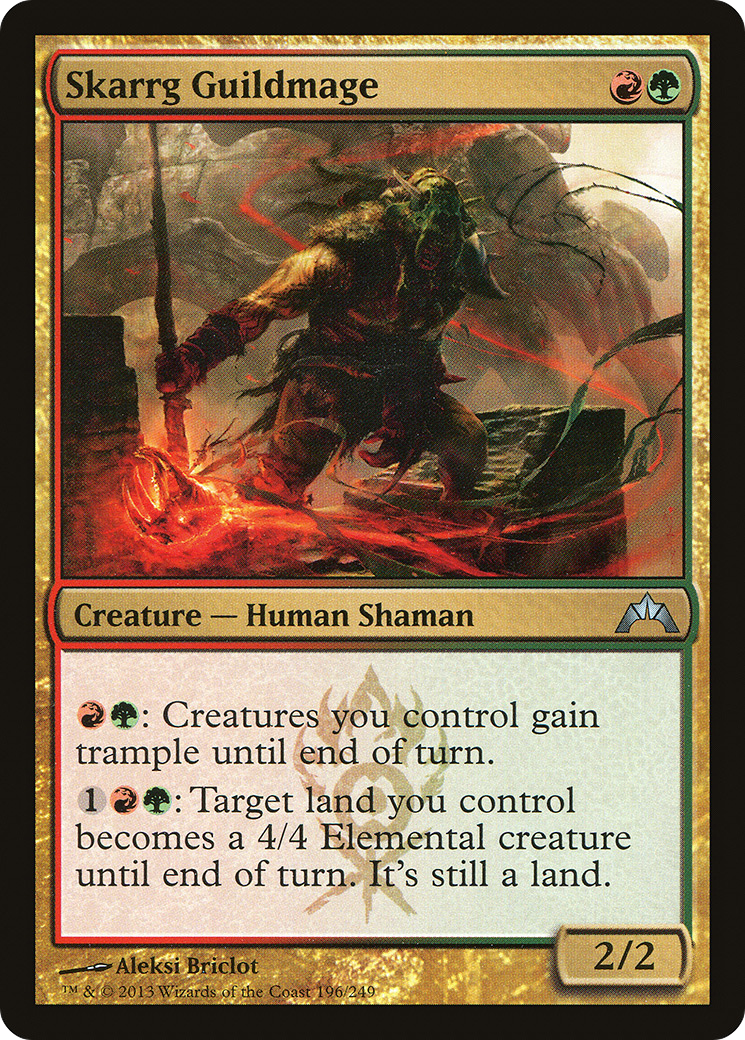 Skarrg Guildmage
Creature — Human Shaman
: Creatures you control gain
trample until end of turn.
1: Target land you control
becomes a 4/4 Elemental creature
until end of turn. It's still a land.
2/2
Aleksi Briclot
™ & © 2013 Wizards of the Coast 196/249